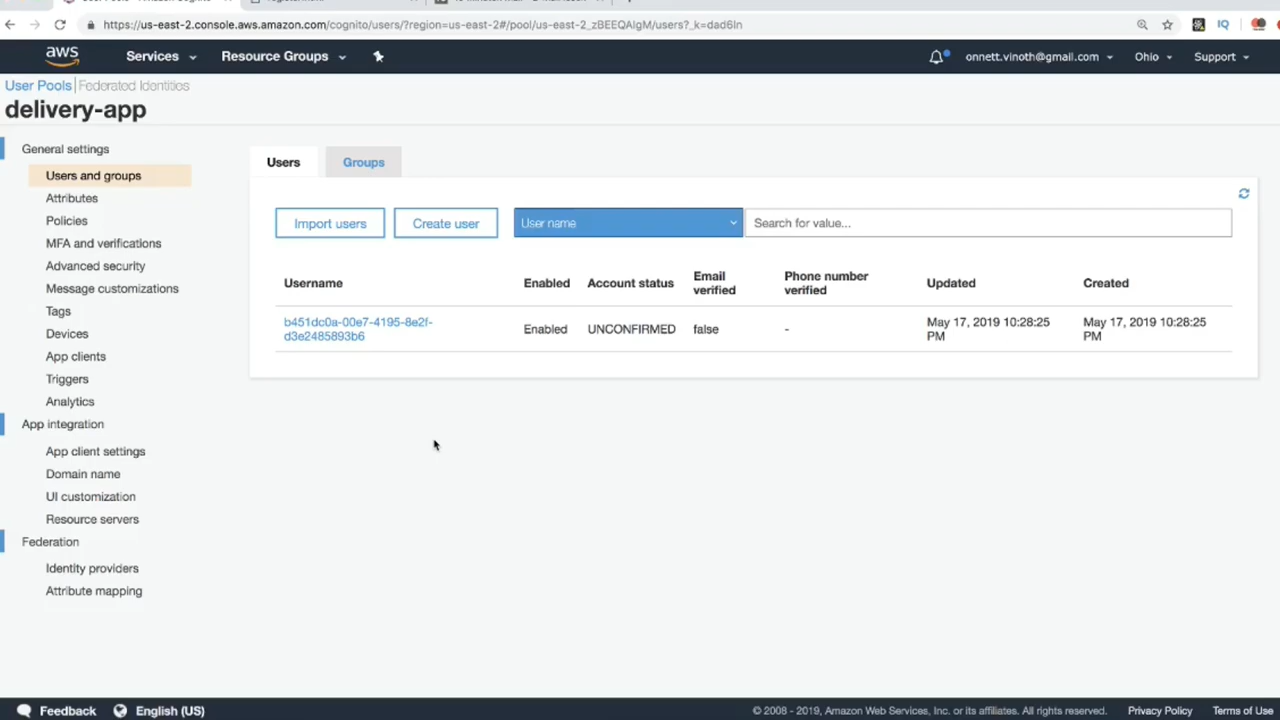 https://us-east-2.console.aws.amazon.com/cognito/users/?region=us-east-2#/pool/us-east-2_zBEEQAlgM/users?_k=dad6ln
IQ
aws Services Resource Groups onnett.vinoth@gmail.com Ohio Support
User Pools Federated Identities
delivery-app
General settings
Users and groups
Attributes
Policies
MFA and verifications
Advanced security
Message customizations
Tags
Devices
App clients
Triggers
Analytics
App integration
App client settings
Domain name
UI customization
Resource servers
Federation
Identity providers
Attribute mapping
Users Groups
Import users Create user User name Search for value...
Username Enabled Account status Email verified Phone number verified Updated Created
b451dc0a-00e7-4195-8e2f-
d3e2485893b6
Enabled UNCONFIRMED false - May 17, 2019 10:28:25 PM May 17, 2019 10:28:25 PM
Feedback English (US) © 2008 - 2019, Amazon Web Services, Inc. or its affiliates. All rights reserved. Privacy Policy Terms of Use